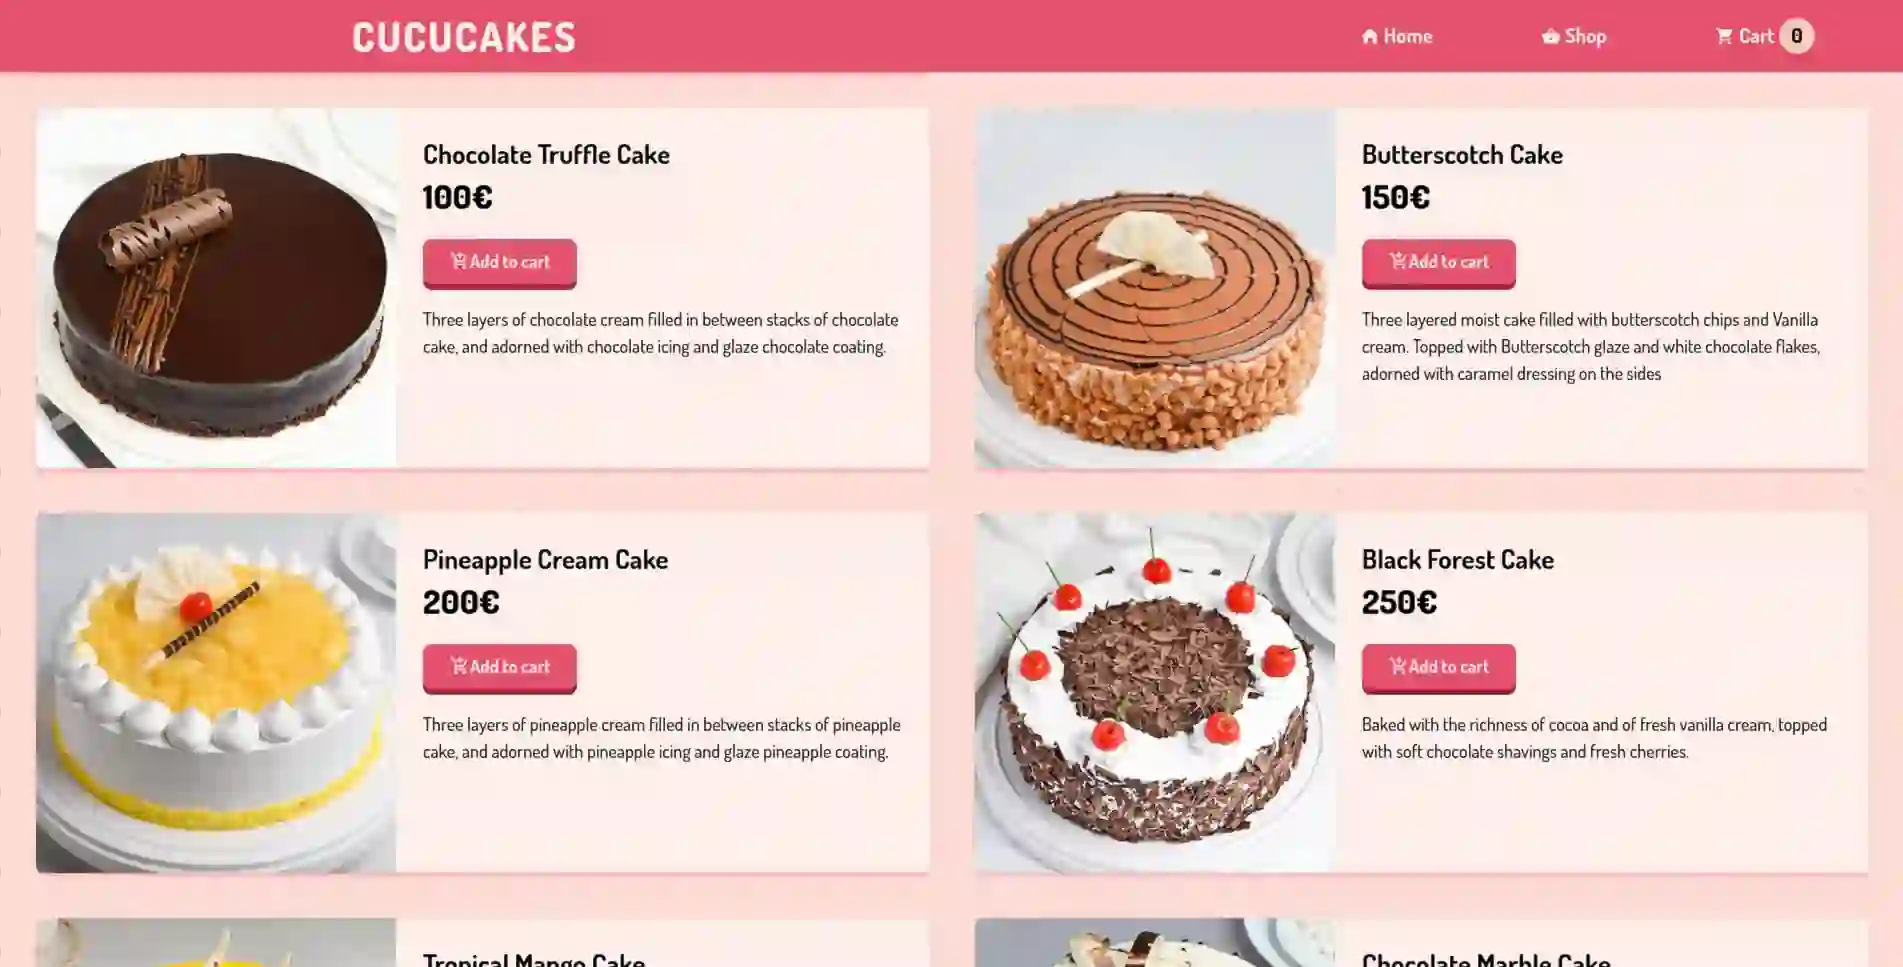 CUCUCAKES
Home
Shop
Cart 0
Chocolate Truffle Cake
100€
Add to cart
Three layers of chocolate cream filled in between stacks of chocolate
cake, and adorned with chocolate icing and glaze chocolate coating.
Butterscotch Cake
150€
Add to cart
Three layered moist cake filled with butterscotch chips and Vanilla
cream. Topped with Butterscotch glaze and white chocolate flakes,
adorned with caramel dressing on the sides
Pineapple Cream Cake
200€
Add to cart
Three layers of pineapple cream filled in between stacks of pineapple
cake, and adorned with pineapple icing and glaze pineapple coating.
Black Forest Cake
250€
Add to cart
Baked with the richness of cocoa and of fresh vanilla cream, topped
with soft chocolate shavings and fresh cherries.
Tropical Mango Cake
Chocolate Marble Cake